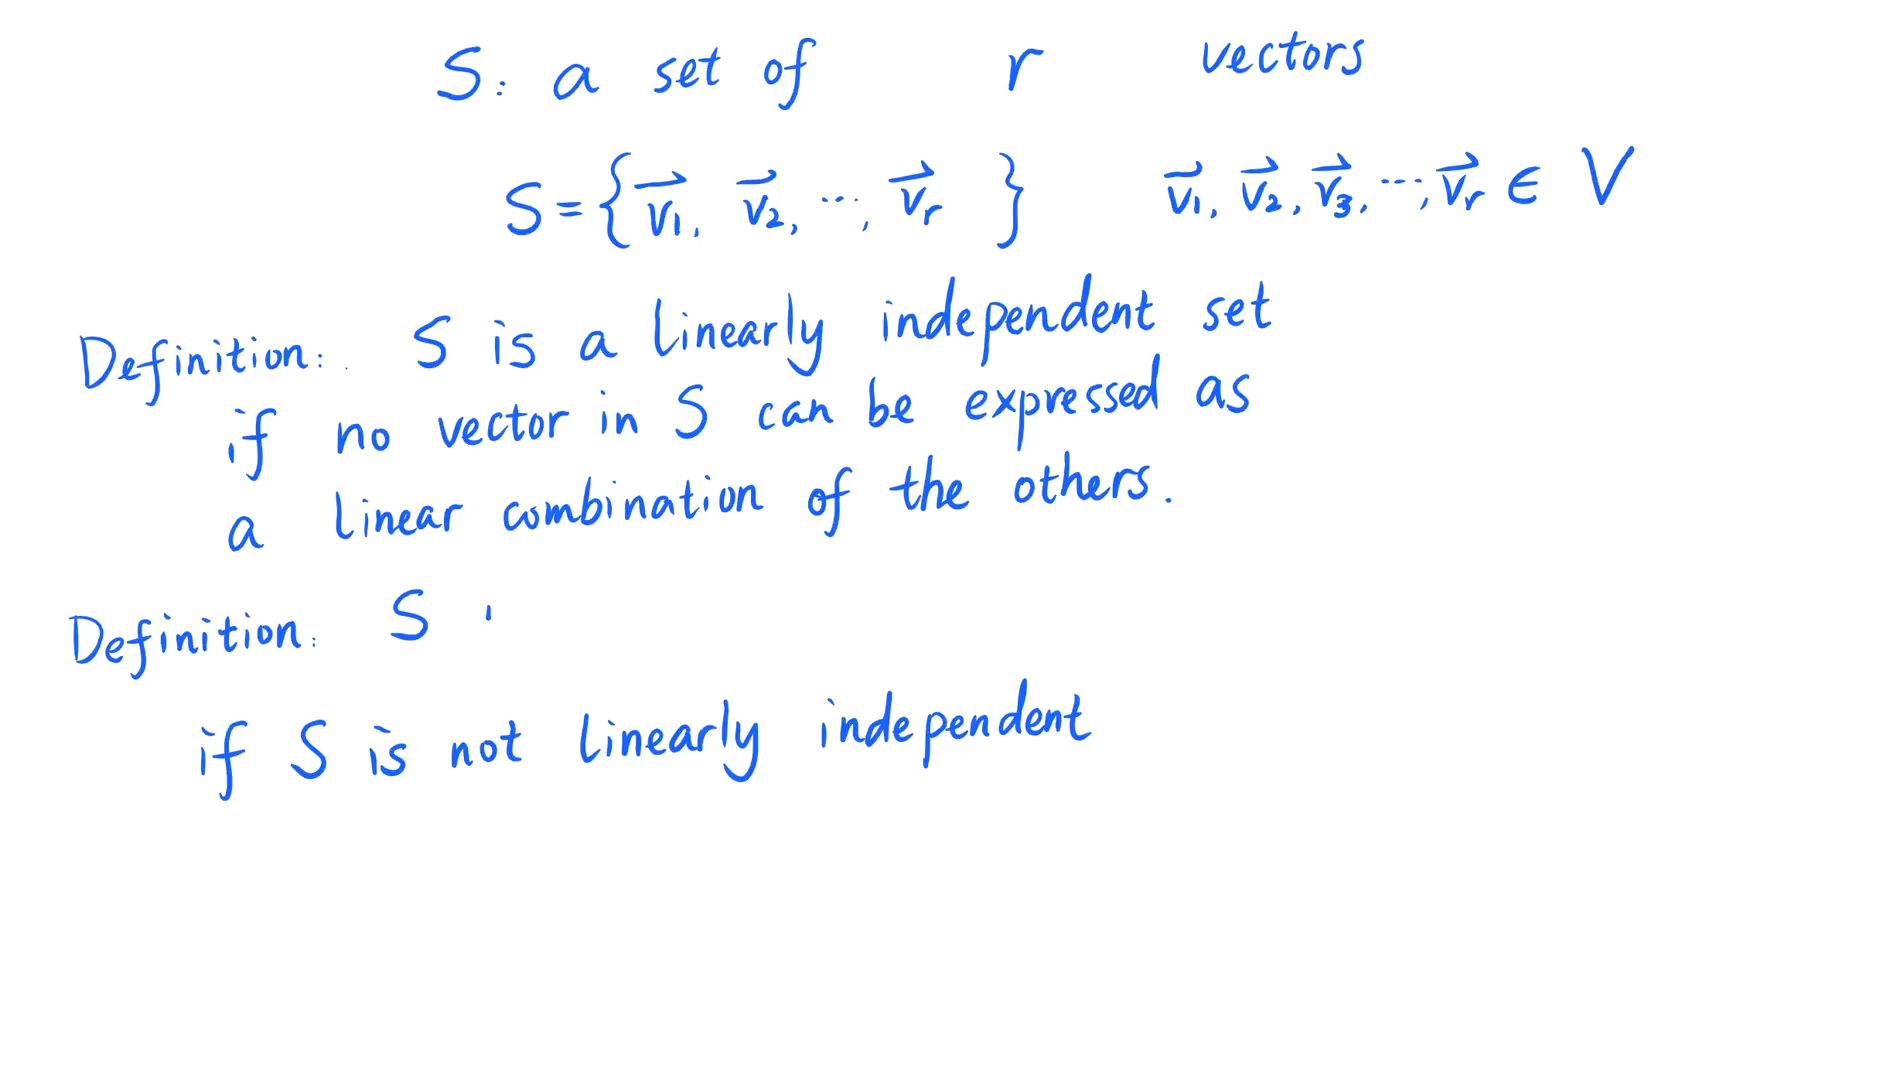 S: a set of r vectors
S = {v⃗1, v⃗2, ..., v⃗r} v⃗1, v⃗2, v⃗3, ..., v⃗r ∈ V
Definition: S is a linearly independent set
if no vector in S can be expressed as
a linear combination of the others.
Definition: S
if S is not linearly independent